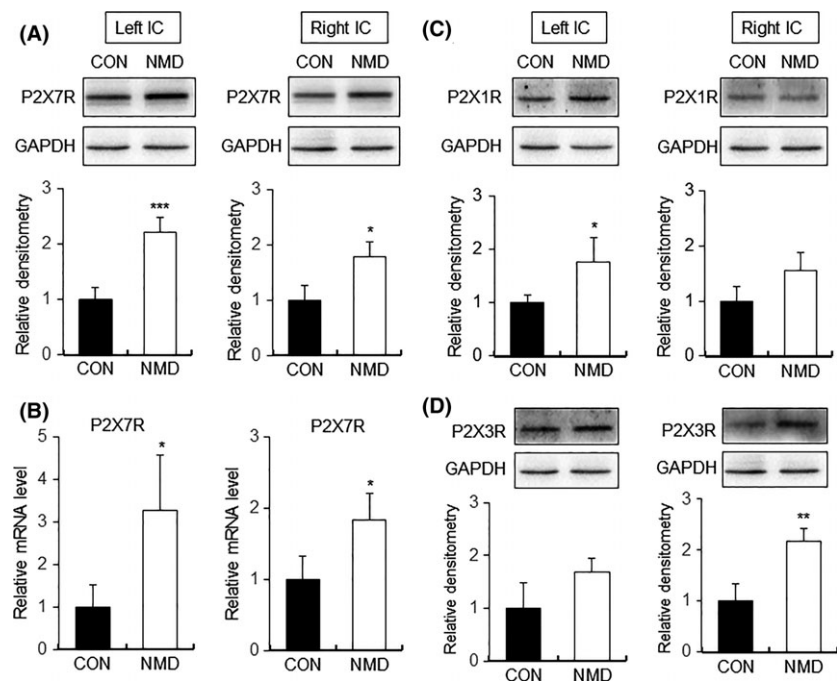 (A)
Left IC
Right IC
CON NMD
CON NMD
P2X7R
P2X7R
GAPDH
GAPDH
Relative densitometry
3
2
1
0
***
CON NMD
Relative densitometry
3
2
1
0
*
CON NMD
(B)
P2X7R
P2X7R
Relative mRNA level
5
4
3
2
1
0
*
CON NMD
Relative mRNA level
3
2
1
0
*
CON NMD
(C)
Left IC
Right IC
CON NMD
CON NMD
P2X1R
P2X1R
GAPDH
GAPDH
Relative densitometry
3
2
1
0
*
CON NMD
Relative densitometry
3
2
1
0
CON NMD
(D)
P2X3R
P2X3R
GAPDH
GAPDH
Relative densitometry
3
2
1
0
CON NMD
Relative densitometry
3
2
1
0
**
CON NMD